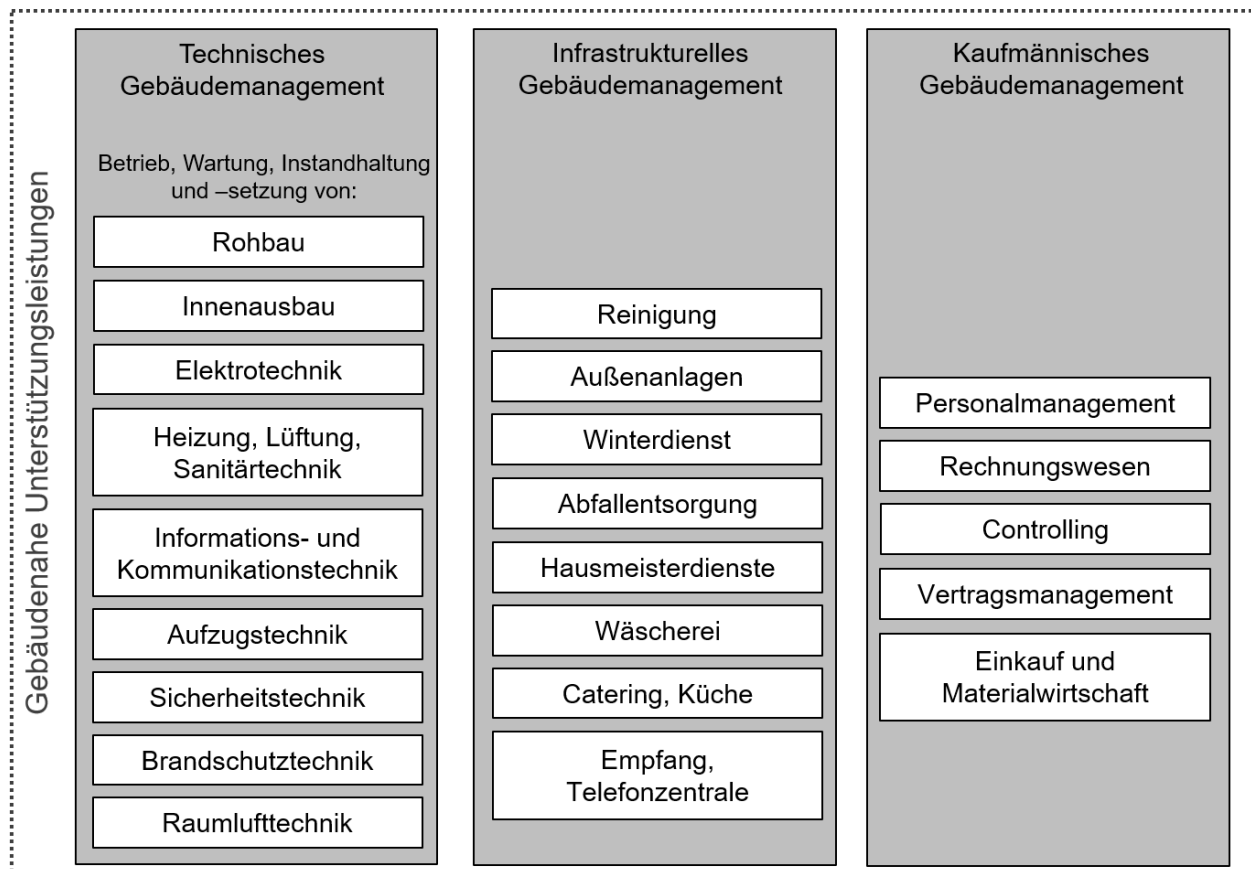 Gebäudenahe Unterstützungsleistungen
Technisches
Gebäudemanagement
Betrieb, Wartung, Instandhaltung
und –setzung von:
Rohbau
Innenausbau
Elektrotechnik
Heizung, Lüftung,
Sanitärtechnik
Informations- und
Kommunikationstechnik
Aufzugstechnik
Sicherheitstechnik
Brandschutztechnik
Raumlufttechnik
Infrastrukturelles
Gebäudemanagement
Reinigung
Außenanlagen
Winterdienst
Abfallentsorgung
Hausmeisterdienste
Wäscherei
Catering, Küche
Empfang,
Telefonzentrale
Kaufmännisches
Gebäudemanagement
Personalmanagement
Rechnungswesen
Controlling
Vertragsmanagement
Einkauf und
Materialwirtschaft